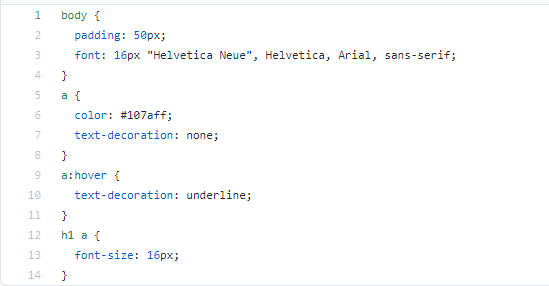 1 body {
2   padding: 50px;
3   font: 16px "Helvetica Neue", Helvetica, Arial, sans-serif;
4 }
5 a {
6   color: #107aff;
7   text-decoration: none;
8 }
9 a:hover {
10   text-decoration: underline;
11 }
12 h1 a {
13   font-size: 16px;
14 }